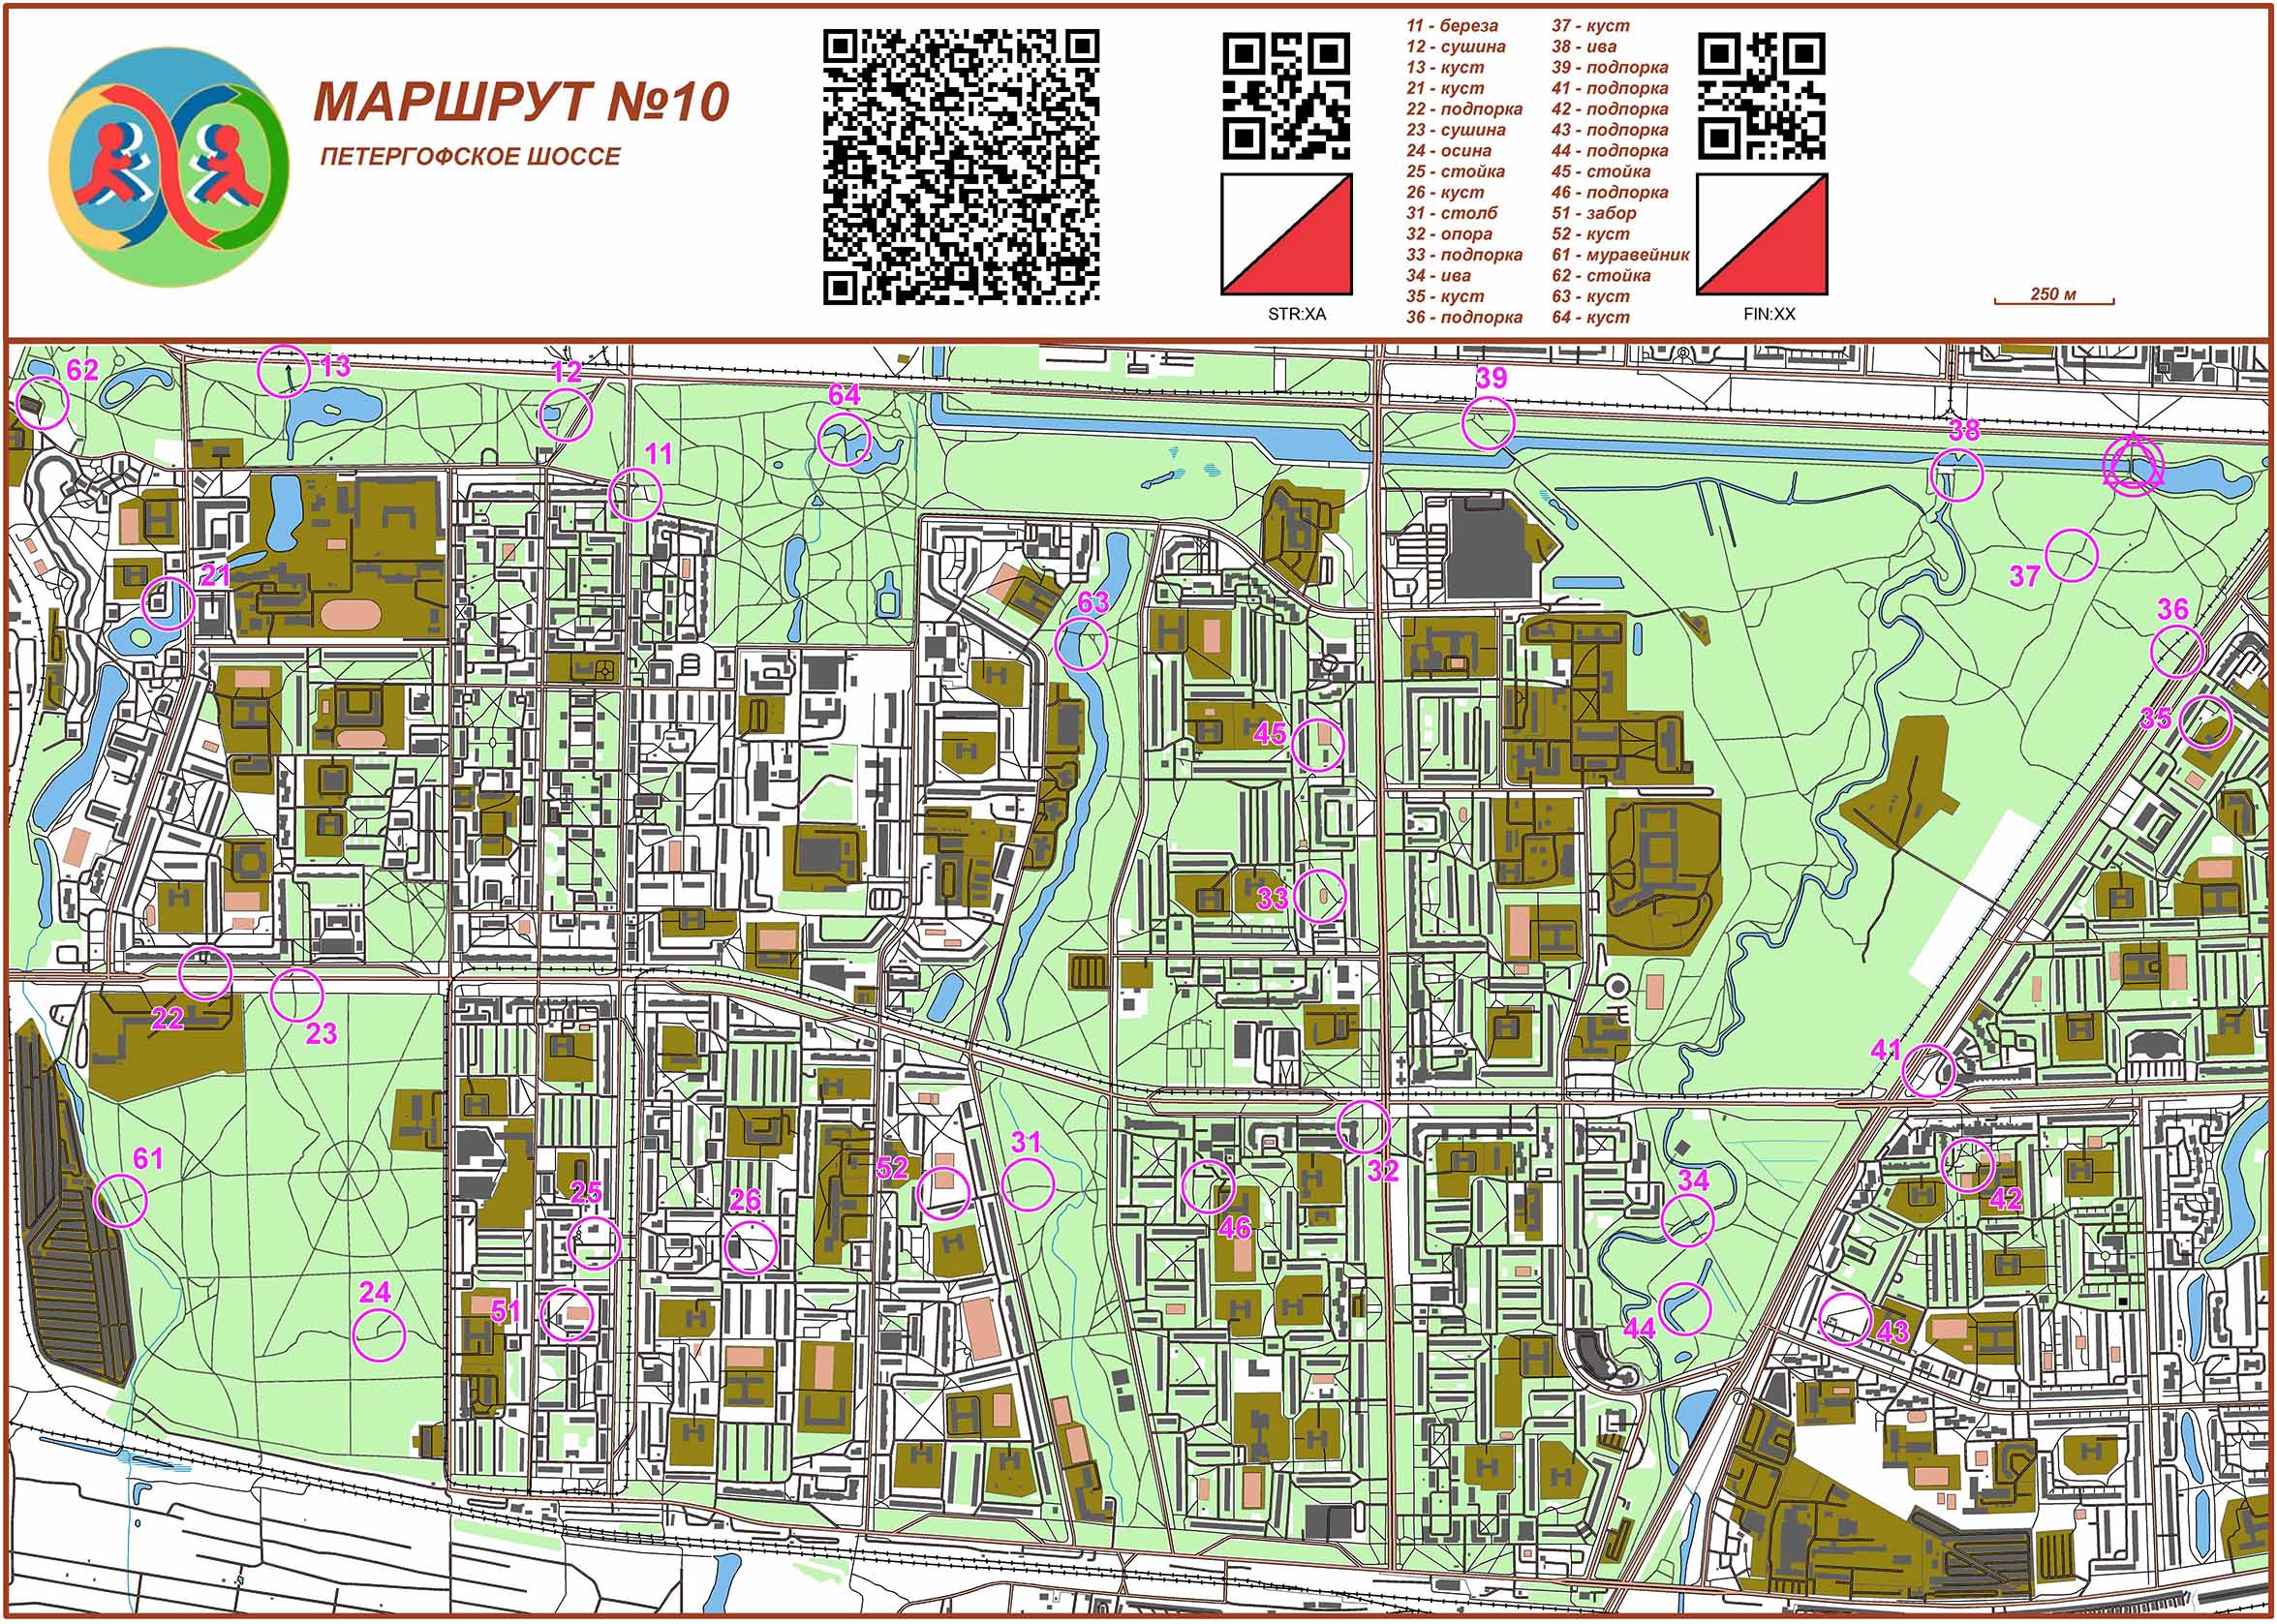 МАРШРУТ №10
ПЕТЕРГОФСКОЕ ШОССЕ
STR:XA
11 - береза
12 - сушина
13 - куст
21 - куст
22 - подпорка
23 - сушина
24 - осина
25 - стойка
26 - куст
31 - столб
32 - опора
33 - подпорка
34 - ива
35 - куст
36 - подпорка
37 - куст
38 - ива
39 - подпорка
41 - подпорка
42 - подпорка
43 - подпорка
44 - подпорка
45 - стойка
46 - подпорка
51 - забор
52 - куст
61 - муравейник
62 - стойка
63 - куст
64 - куст
FIN:XX
250 м
62
13
12
64
39
11
38
21
37
63
36
45
35
33
22
23
41
61
31
52
32
34
25
26
46
42
24
51
44
43